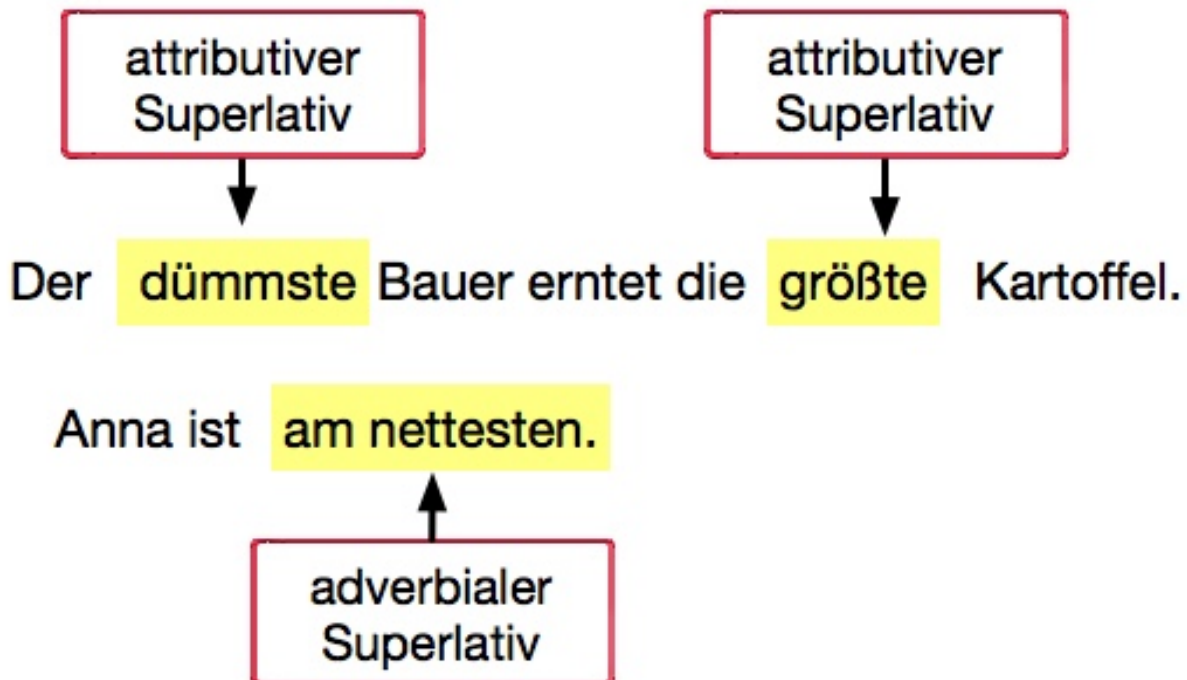 attributiver
Superlativ
attributiver
Superlativ
Der dümmste Bauer erntet die größte Kartoffel.
Anna ist am nettesten.
adverbialer
Superlativ